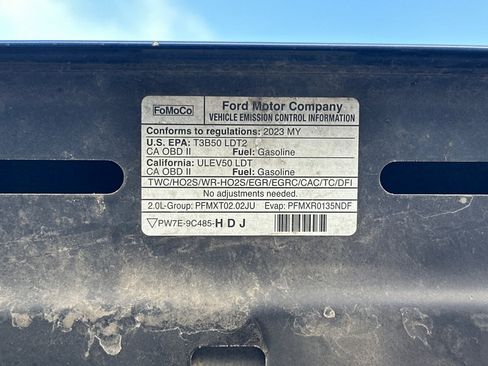 FoMoCo
Ford Motor Company
VEHICLE EMISSION CONTROL INFORMATION
Conforms to regulations: 2023 MY
U.S. EPA: T3B50 LDT2
CA OBD II Fuel: Gasoline
California: ULEV50 LDT
CA OBD II Fuel: Gasoline
TWC/HO2S/WR-HO2S/EGR/EGRC/CAC/TC/DFI
No adjustments needed.
2.0L-Group: PFMXT02.02JU Evap: PFMXR0135NDF
PW7E-9C485-HDJ